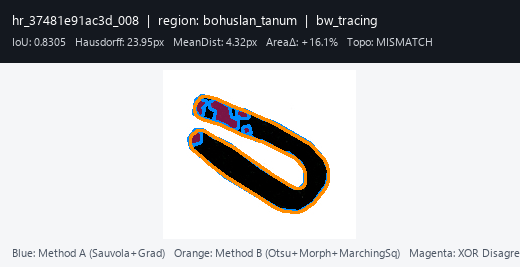 hr_37481e91ac3d_008 | region: bohuslan_tanum | bw_tracing
IoU: 0.8305 Hausdorff: 23.95px MeanDist: 4.32px AreaΔ: +16.1% Topo: MISMATCH
Blue: Method A (Sauvola+Grad) Orange: Method B (Otsu+Morph+MarchingSq) Magenta: XOR Disagre